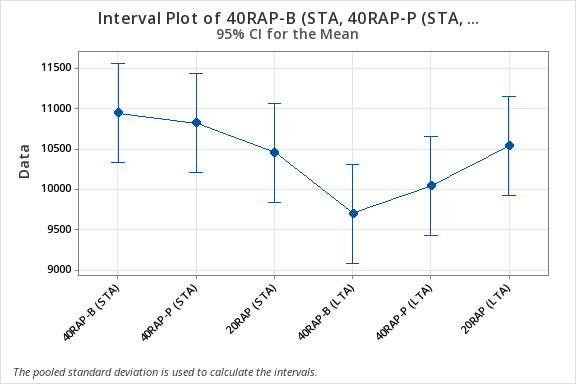 Interval Plot of 40RAP-B (STA, 40RAP-P (STA, ...
95% CI for the Mean
11500
11000
10500
10000
9500
9000
Data
40RAP-B (STA)
40RAP-P (STA)
20RAP (STA)
40RAP-B (LTA)
40RAP-P (LTA)
20RAP (LTA)
The pooled standard deviation is used to calculate the intervals.